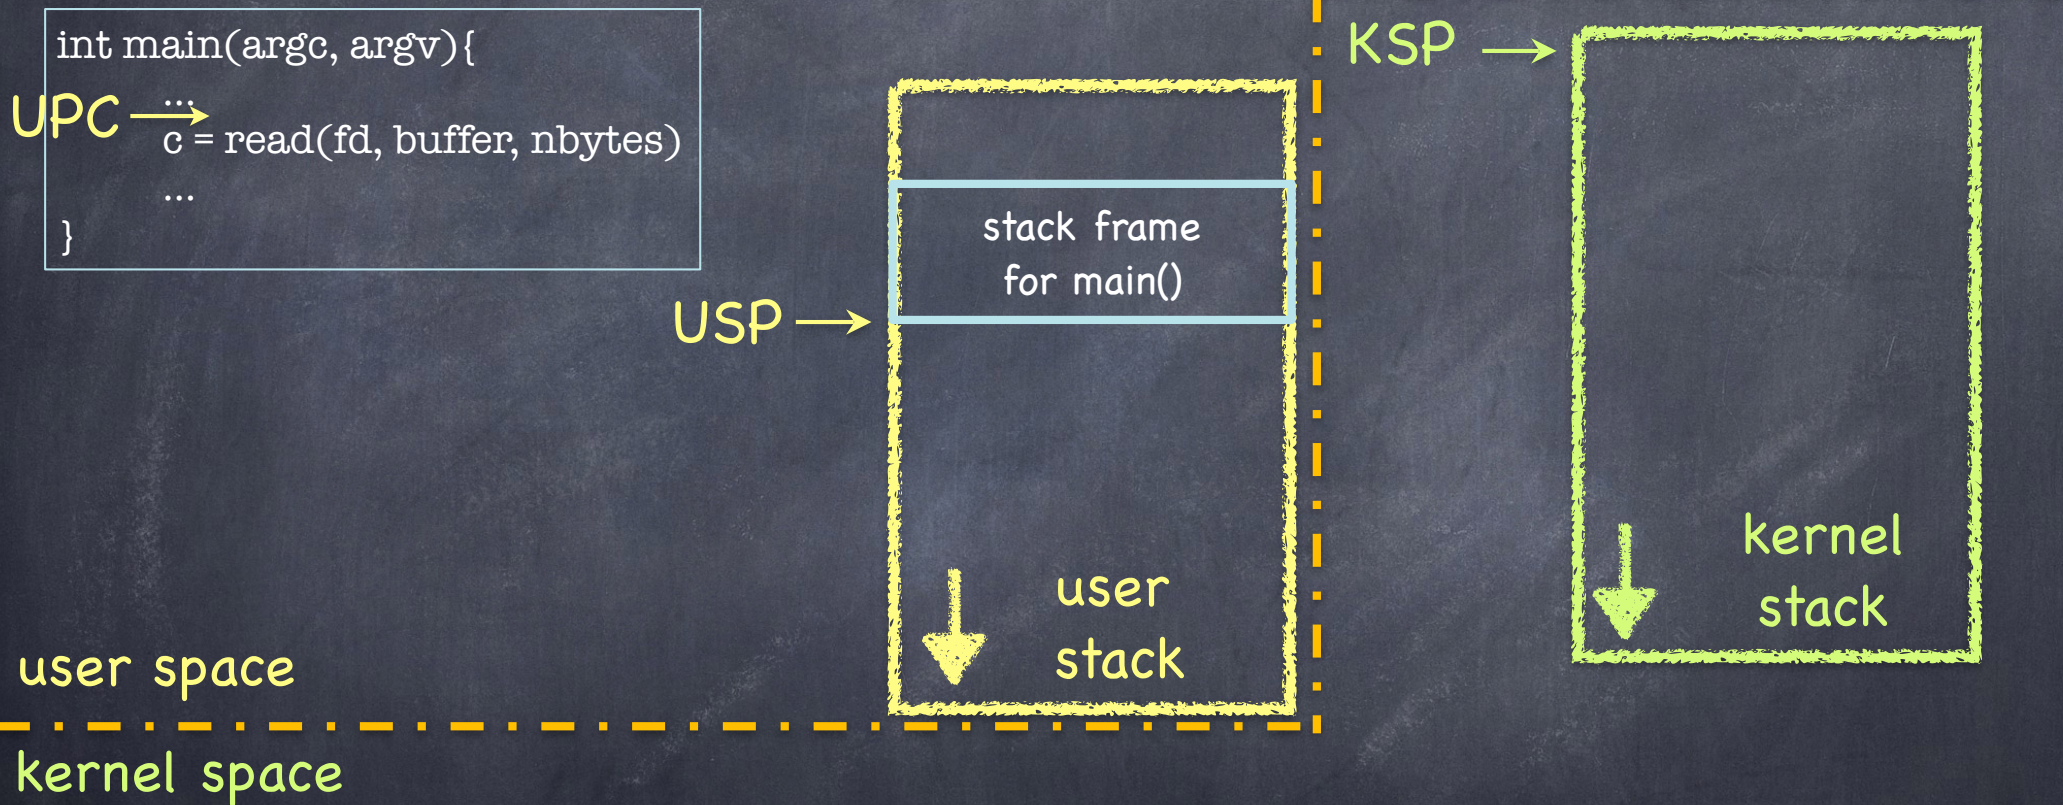 int main(argc, argv){
...
UPC
c = read(fd, buffer, nbytes)
...
}
USP
stack frame
for main()
user
stack
KSP
kernel
stack
user space
kernel space